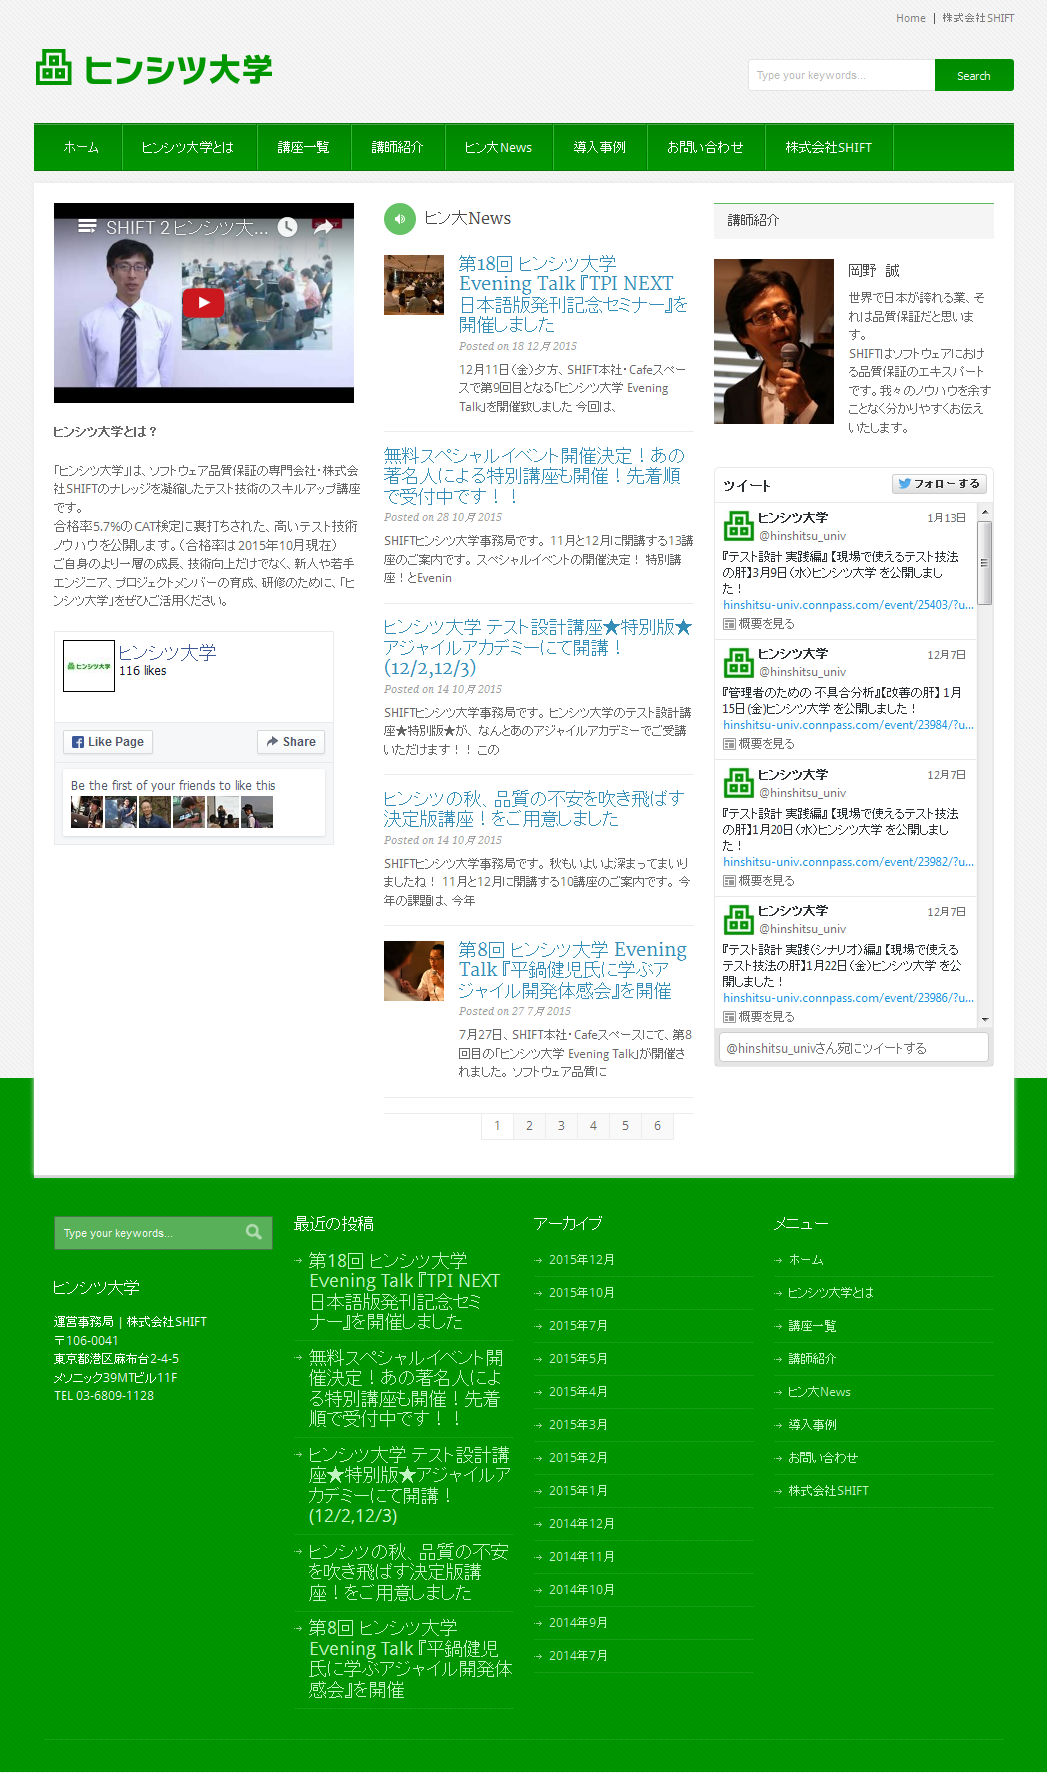 Home | 株式会社SHIFT
ヒンシツ大学
Type your keywords...
Search
ホーム
ヒンシツ大学とは
講座一覧
講師紹介
ヒン大News
導入事例
お問い合わせ
株式会社SHIFT
SHIFT 2 ヒンシツ大...
ヒンシツ大学とは？
「ヒンシツ大学」は、ソフトウェア品質保証の専門会社・株式会
社SHIFTのナレッジを凝縮したテスト技術のスキルアップ講座
です。
合格率5.7%のCAT検定に裏打ちされた、高いテスト技術
ノウハウを公開します。（合格率は2015年10月現在）
ご自身のより一層の成長、技術向上だけでなく、新人や若手
エンジニア、プロジェクトメンバーの育成、研修のために、「ヒ
ンシツ大学」をぜひご活用ください。
ヒンシツ大学
ヒンシツ大学
116 likes
Like Page
Share
Be the first of your friends to like this
ヒン大News
第18回 ヒンシツ大学
Evening Talk 『TPI NEXT
日本語版発刊記念セミナー』を
開催しました
Posted on 18 12月 2015
12月11日（金）夕方、SHIFT本社・Cafeスペー
スで第9回目となる「ヒンシツ大学 Evening
Talk」を開催致しました 今回は、
無料スペシャルイベント開催決定！あの
著名人による特別講座も開催！先着順
で受付中です！！
Posted on 28 10月 2015
SHIFTヒンシツ大学事務局です。 11月と12月に開講する13講
座のご案内です。 スペシャルイベントの開催決定！ 特別講
座！とEvenin
ヒンシツ大学 テスト設計講座★特別版★
アジャイルアカデミーにて開講！
(12/2,12/3)
Posted on 14 10月 2015
SHIFTヒンシツ大学事務局です。 ヒンシツ大学のテスト設計講
座★特別版★が、なんとあのアジャイルアカデミーでご受講
いただけます！！ この
ヒンシツの秋、品質の不安を吹き飛ばす
決定版講座！をご用意しました
Posted on 14 10月 2015
SHIFTヒンシツ大学事務局です。 秋もいよいよ深まってまいり
ましたね！ 11月と12月に開講する10講座のご案内です。 今
年の課題は、今年
第8回 ヒンシツ大学 Evening
Talk 『平鍋健児氏に学ぶア
ジャイル開発体感会』を開催
Posted on 27 7月 2015
7月27日、SHIFT本社・Cafeスペースにて、第8
回目の「ヒンシツ大学 Evening Talk」が開催さ
れました。 ソフトウェア品質に
1 2 3 4 5 6
講師紹介
岡野 誠
世界で日本が誇れる業、そ
れは品質保証だと思いま
す。
SHIFTはソフトウェアにおけ
る品質保証のエキスパート
です。我々のノウハウを余す
ことなく分かりやすくお伝え
いたします。
ツイート
フォローする
ヒンシツ大学 1月13日
@hinshitsu_univ
『テスト設計 実践編』【現場で使えるテスト技法
の肝】3月9日（水）ヒンシツ大学 を公開しまし
た！
hinshitsu-univ.connpass.com/event/25403/?u...
概要を見る
ヒンシツ大学 12月7日
@hinshitsu_univ
『管理者のための 不具合分析』【改善の肝】 1月
15日(金)ヒンシツ大学 を公開しました！
hinshitsu-univ.connpass.com/event/23984/?u...
概要を見る
ヒンシツ大学 12月7日
@hinshitsu_univ
『テスト設計 実践編』 【現場で使えるテスト技法
の肝】1月20日（水）ヒンシツ大学 を公開しまし
た！
hinshitsu-univ.connpass.com/event/23982/?u...
概要を見る
ヒンシツ大学 12月7日
@hinshitsu_univ
『テスト設計 実践（シナリオ）編』【現場で使える
テスト技法の肝】1月22日（金）ヒンシツ大学 を公
開しました！
hinshitsu-univ.connpass.com/event/23986/?u...
概要を見る
@hinshitsu_univさん宛にツイートする
Type your keywords...
ヒンシツ大学
運営事務局 | 株式会社SHIFT
〒106-0041
東京都港区麻布台2-4-5
メソニック39MTビル11F
TEL 03-6809-1128
最近の投稿
第18回 ヒンシツ大学
Evening Talk 『TPI NEXT
日本語版発刊記念セミ
ナー』を開催しました
無料スペシャルイベント開
催決定！あの著名人によ
る特別講座も開催！先着
順で受付中です！！
ヒンシツ大学 テスト設計講
座★特別版★アジャイルア
カデミーにて開講！
(12/2,12/3)
ヒンシツの秋、品質の不安
を吹き飛ばす決定版講
座！をご用意しました
第8回 ヒンシツ大学
Evening Talk 『平鍋健児
氏に学ぶアジャイル開発体
感会』を開催
アーカイブ
2015年12月
2015年10月
2015年7月
2015年5月
2015年4月
2015年3月
2015年2月
2015年1月
2014年12月
2014年11月
2014年10月
2014年9月
2014年7月
メニュー
ホーム
ヒンシツ大学とは
講座一覧
講師紹介
ヒン大News
導入事例
お問い合わせ
株式会社SHIFT